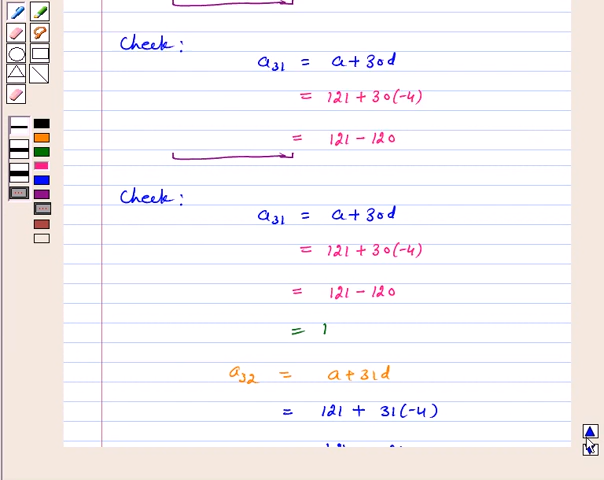 Check:
a31 = a + 30d
= 121 + 30(-4)
= 121 - 120
Check:
a31 = a + 30d
= 121 + 30(-4)
= 121 - 120
= 1
a32 = a + 31d
= 121 + 31(-4)